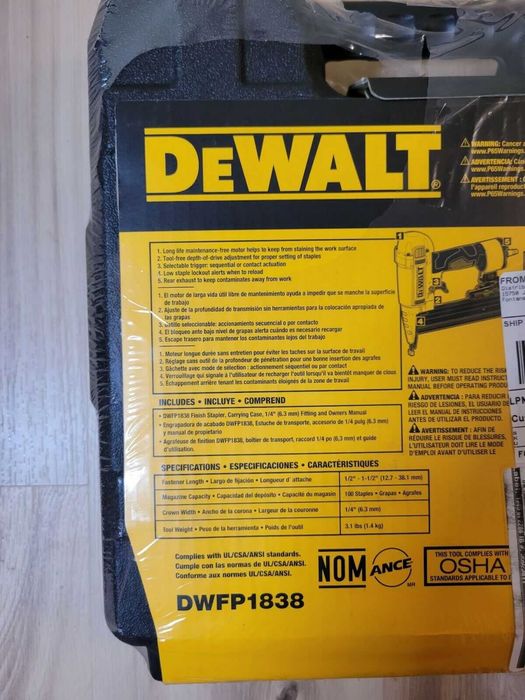 DEWALT®
WARNING: Cancer a
www.P65Warnings.
ADVERTENCIA: Cán
www.P65Warnings.
AVERTISSEMENT : C
l'appareil reproduct
1. Long life maintenance-free motor helps to keep from staining the work surface
2. Tool-free depth-of-drive adjustment for proper setting of staples
3. Selectable trigger: sequential or contact actuation
4. Low staple lockout alerts when to reload
5. Rear exhaust to keep contaminates away from work
1. El motor de larga vida útil libre de mantenimiento ayuda a impedir que se manche la superficie
de trabajo
2. Ajuste de la profundidad de transmisión sin herramientas para la colocación apropiada de
las grapas
3. Gatillo seleccionable: accionamiento secuencial o por contacto
4. El bloqueo ante bajo nivel de grapas alerta cuándo es necesario recargar
5. Escape trasero para mantener los contaminantes lejos del trabajo
1. Moteur longue durée sans entretien pour éviter les taches sur la surface de travail
2. Réglage sans outil de la profondeur de pénétration pour une bonne insertion des agrafes
3. Gâchette avec mode de sélection : actionnement séquentiel ou par contact
4. Verrouillage qui signale à l'utilisateur de recharger l'outil lorsqu'il va bientôt manquer de clous
5. Échappement arrière tenant les contaminants éloignés de la zone de travail
1
5
3
DEWALT
2
4
FROM
SHIP
WARNING: TO REDUCE THE RISK
INJURY, USER MUST READ INSTRUC
MANUAL BEFORE OPERATING PRODU
ADVERTENCIA : PARA REDUCIR
RIESGO DE LESIONES, EL USUARIO DE
LEER EL MANUAL DE INSTRUCCIONES
ANTES DE UTILIZAR EL PRODUCTO.
AVERTISSEMENT : AFIN DE
RÉDUIRE LE RISQUE DE BLESSURES,
L'UTILISATEUR DOIT LIRE LE MODE
D'EMPLOI AVANT D'UTILISER LE
LPN
Cu
INCLUDES • INCLUYE • COMPREND
• DWFP1838 Finish Stapler, Carrying Case, 1/4" (6.3 mm) Fitting and Owners Manual
• Engrapadora de acabado DWFP1838, Estuche de transporte, accesorio de 1/4 pulg (6.3 mm)
y manual de propietario
• Agrafeuse de finition DWFP1838, boîtier de transport, raccord 1/4 po (6.3 mm) et guide
d'utilisation.
SPECIFICATIONS • ESPECIFICACIONES • CARACTÉRISTIQUES
Fastener Length • Largo de fijación • Longueur d' attache 1/2" - 1-1/2" (12.7 - 38.1 mm)
Magazine Capacity • Capacidad del depósito • Capacité du magasin 100 Staples • Grapas • Agrafes
Crown Width • Ancho de la corona • Largeur de la couronne 1/4" (6.3 mm)
Tool Weight • Peso de la herramienta • Poids de l'outil 3.1 lbs (1.4 kg)
Complies with UL/CSA/ANSI standards.
Cumple con las normas de UL/CSA/ANSI.
Conforme aux normes UL/CSA/ANSI.
NOM
ANCE
MR
THIS TOOL COMPLIES WITH
OSHA
STANDARDS APPLICABLE TO
DWFP1838